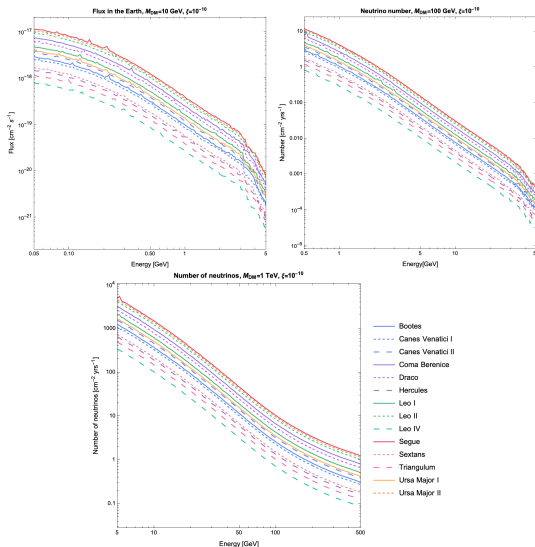 Flux in the Earth, M_DM=10 GeV, ξ=10^-10
10^-17
10^-18
10^-19
10^-20
10^-21
Flux [cm^-2 s^-1]
0.05 0.10 0.50 1 5
Energy [GeV]
Neutrino number, M_DM=100 GeV, ξ=10^-10
10
0.100
0.010
0.001
10^-4
10^-5
Number [cm^-2 yrs^-1]
0.5 1 5 10 5
Energy[GeV]
Number of neutrinos, M_DM=1 TeV, ξ=10^-10
10^4
1000
100
10
1
0.1
Number of neutrinos [cm^-2 yrs^-1]
5 10 50 100 500
Energy [GeV]
Bootes
Canes Venatici I
Canes Venatici II
Coma Berenice
Draco
Hercules
Leo I
Leo II
Leo IV
Segue
Sextans
Triangulum
Ursa Major I
Ursa Major II